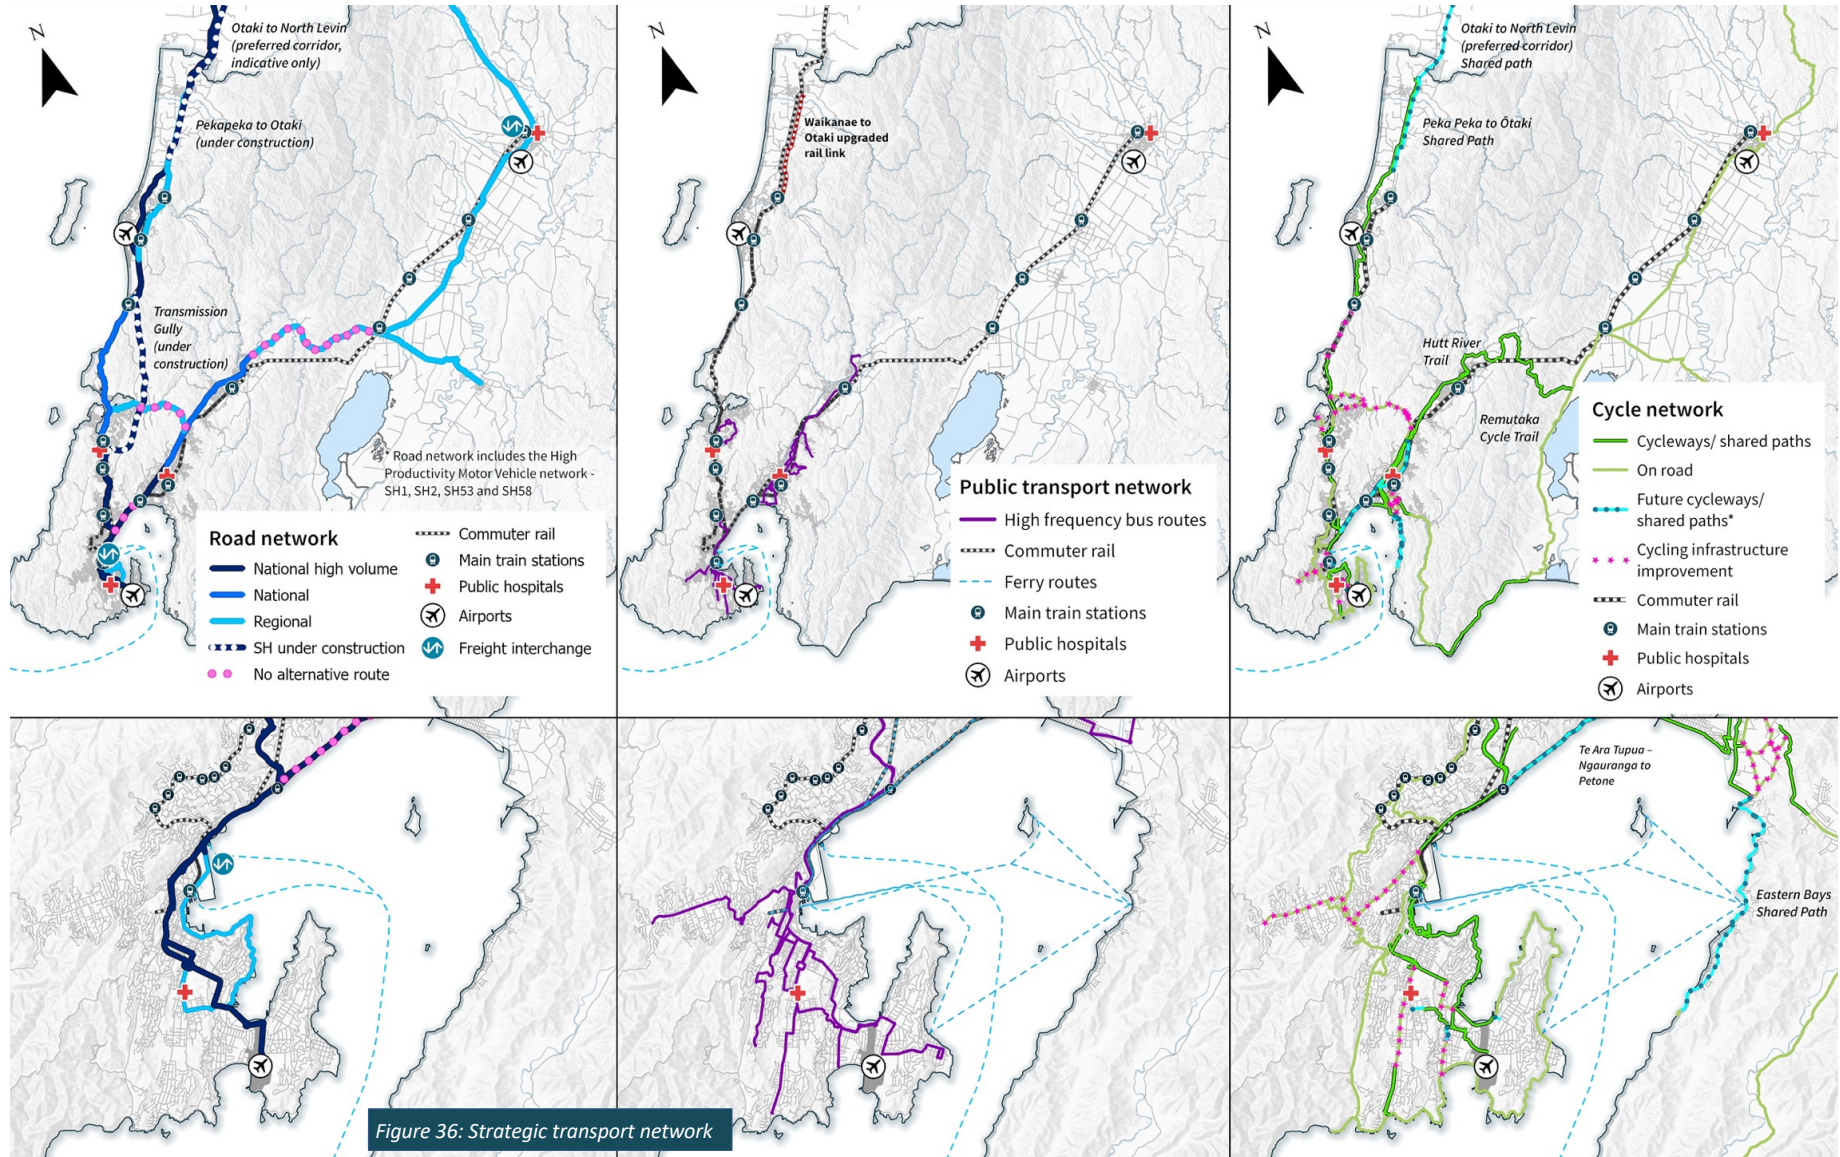 N
Otaki to North Levin
(preferred corridor,
indicative only)
Pekapeka to Otaki
(under construction)
Transmission
Gully
(under
construction)
* Road network includes the High
Productivity Motor Vehicle network -
SH1, SH2, SH53 and SH58
Road network
National high volume
National
Regional
SH under construction
No alternative route
Commuter rail
Main train stations
Public hospitals
Airports
Freight interchange
N
Waikanae to
Otaki upgraded
rail link
Public transport network
High frequency bus routes
Commuter rail
Ferry routes
Main train stations
Public hospitals
Airports
N
Otaki to North Levin
(preferred corridor)
Shared path
Peka Peka to Ōtaki
Shared Path
Hutt River
Trail
Remutaka
Cycle Trail
Cycle network
Cycleways/ shared paths
On road
Future cycleways/
shared paths*
Cycling infrastructure
improvement
Commuter rail
Main train stations
Public hospitals
Airports
Te Ara Tupua –
Ngauranga to
Petone
Eastern Bays
Shared Path
Figure 36: Strategic transport network